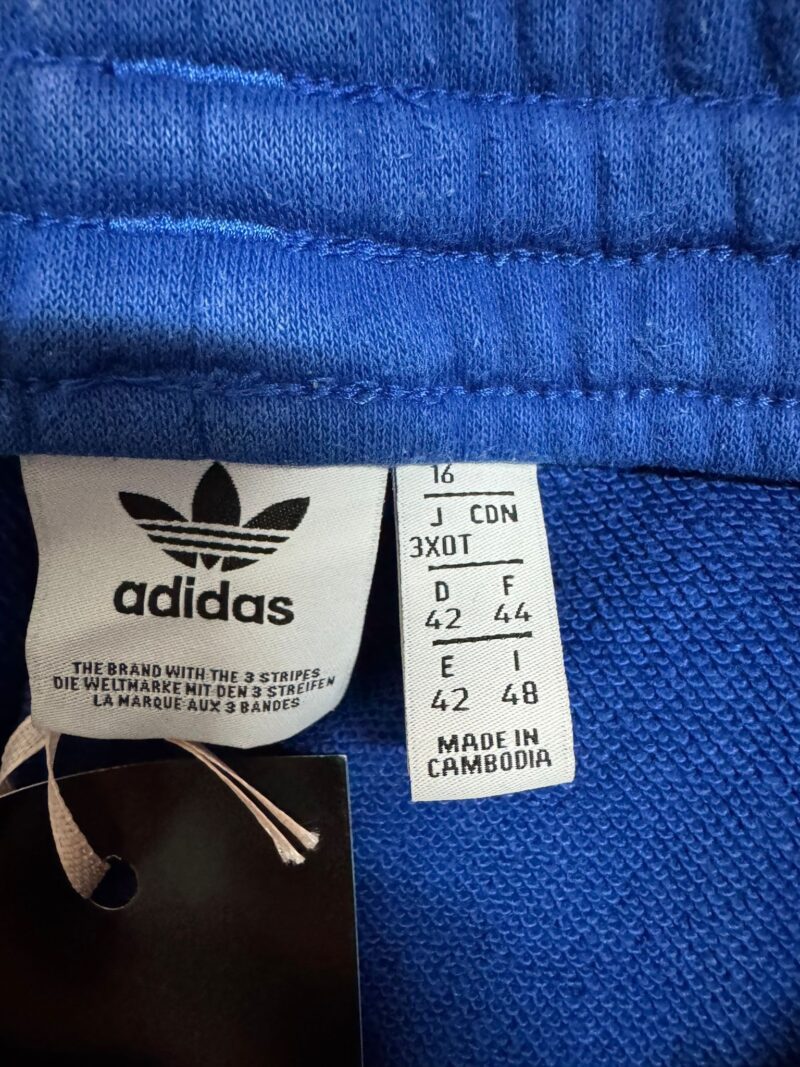 adidas
THE BRAND WITH THE 3 STRIPES
DIE WELTMARKE MIT DEN 3 STREIFEN
LA MARQUE AUX 3 BANDES
16
J CDN
3XOT
D F
42 44
E I
42 48
MADE IN
CAMBODIA